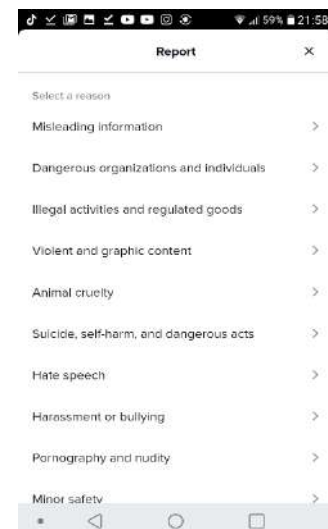 59% 21:58
Report
Select a reason
Misleading information
Dangerous organizations and individuals
Illegal activities and regulated goods
Violent and graphic content
Animal cruelty
Suicide, self-harm, and dangerous acts
Hate speech
Harassment or bullying
Pornography and nudity
Minor safety